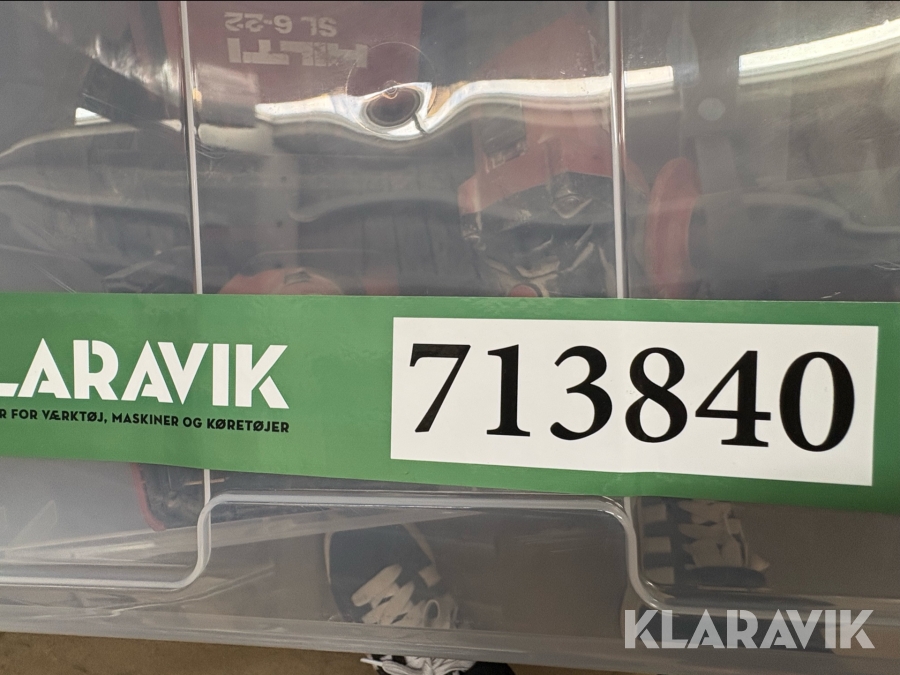 HILTI
SL 6-22
LARAVIK
R FOR VÆRKTØJ, MASKINER OG KØRETØJER
713840
KLARAVIK